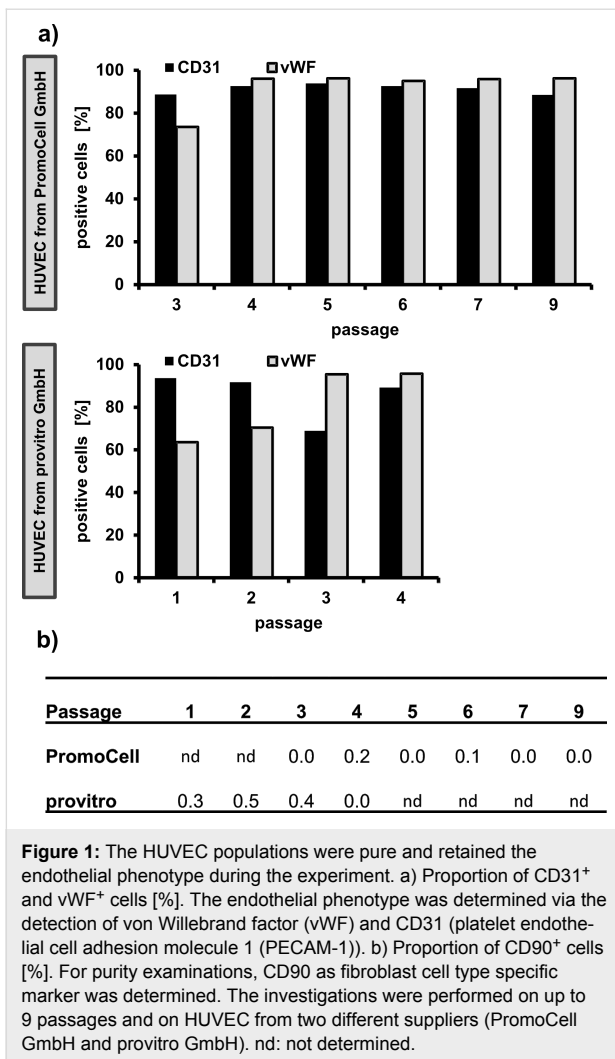 a)
HUVEC from PromoCell GmbH
positive cells [%]
CD31 vWF
100
80
60
40
20
0
3 4 5 6 7 9
passage
HUVEC from provitro GmbH
positive cells [%]
CD31 vWF
100
80
60
40
20
0
1 2 3 4
passage
b)
Passage 1 2 3 4 5 6 7 9
PromoCell nd nd 0.0 0.2 0.0 0.1 0.0 0.0
provitro 0.3 0.5 0.4 0.0 nd nd nd nd
Figure 1: The HUVEC populations were pure and retained the
endothelial phenotype during the experiment. a) Proportion of CD31+
and vWF+ cells [%]. The endothelial phenotype was determined via the
detection of von Willebrand factor (vWF) and CD31 (platelet endothe-
lial cell adhesion molecule 1 (PECAM-1)). b) Proportion of CD90+ cells
[%]. For purity examinations, CD90 as fibroblast cell type specific
marker was determined. The investigations were performed on up to
9 passages and on HUVEC from two different suppliers (PromoCell
GmbH and provitro GmbH). nd: not determined.